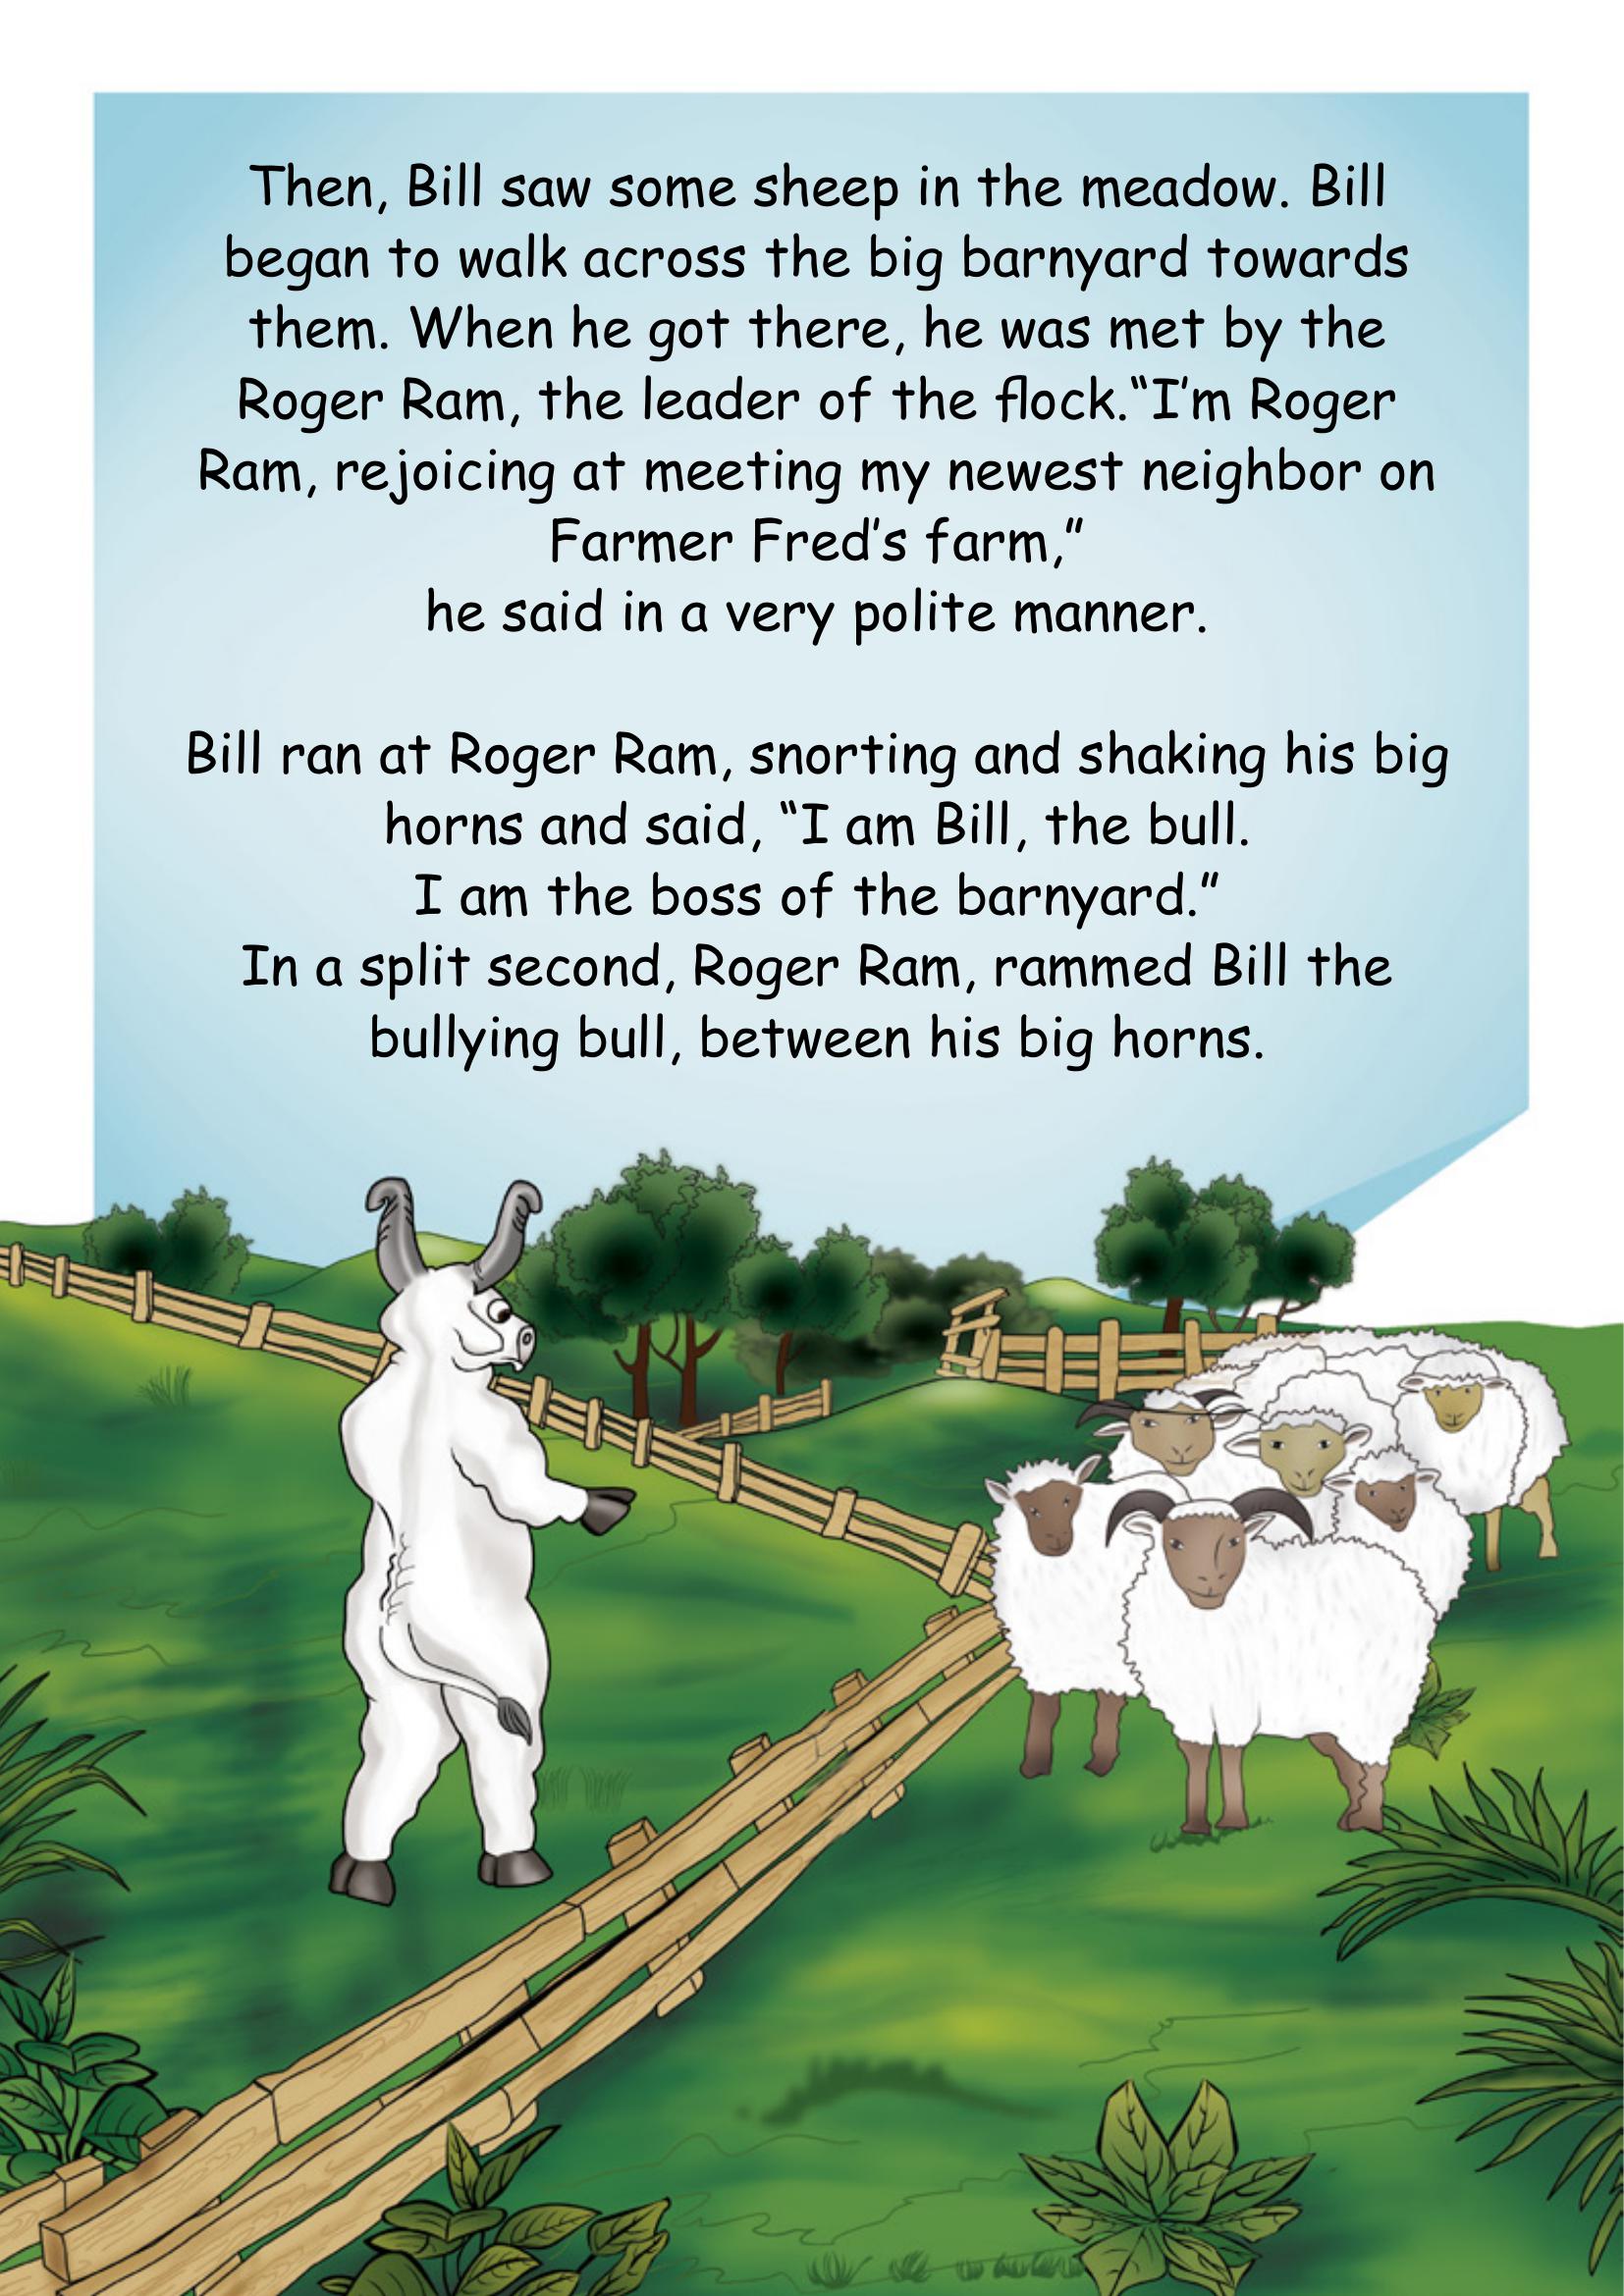 Then, Bill saw some sheep in the meadow. Bill
began to walk across the big barnyard towards
them. When he got there, he was met by the
Roger Ram, the leader of the flock.“I’m Roger
Ram, rejoicing at meeting my newest neighbor on
Farmer Fred’s farm,”
he said in a very polite manner.
Bill ran at Roger Ram, snorting and shaking his big
horns and said, “I am Bill, the bull.
I am the boss of the barnyard.”
In a split second, Roger Ram, rammed Bill the
bullying bull, between his big horns.